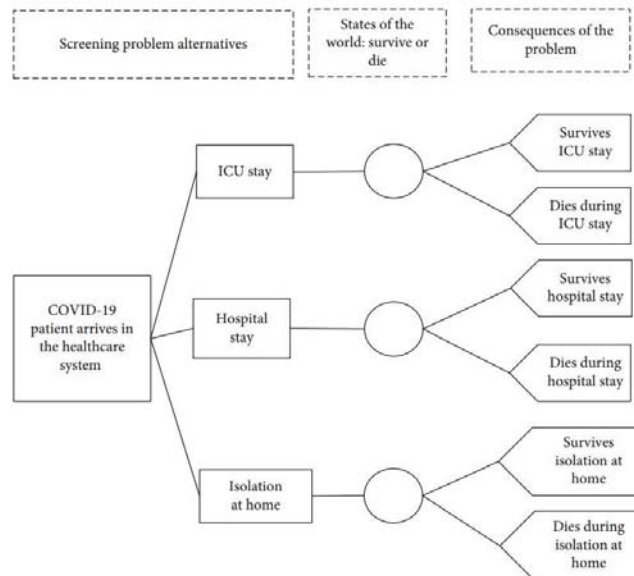 Screening problem alternatives
States of the
world: survive or
die
Consequences of the
problem
COVID-19
patient arrives in
the healthcare
system
ICU stay
Survives
ICU stay
Dies during
ICU stay
Hospital
stay
Survives
hospital stay
Dies during
hospital stay
Isolation
at home
Survives
isolation at
home
Dies during
isolation at
home